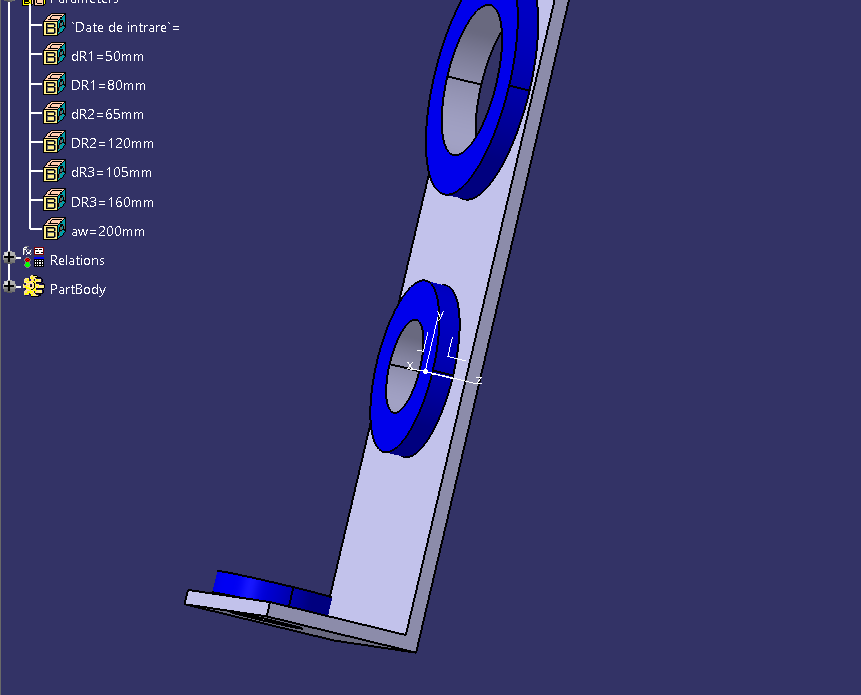 Parameters
`Date de intrare`=
dR1=50mm
DR1=80mm
dR2=65mm
DR2=120mm
dR3=105mm
DR3=160mm
aw=200mm
Relations
PartBody
y
x
z